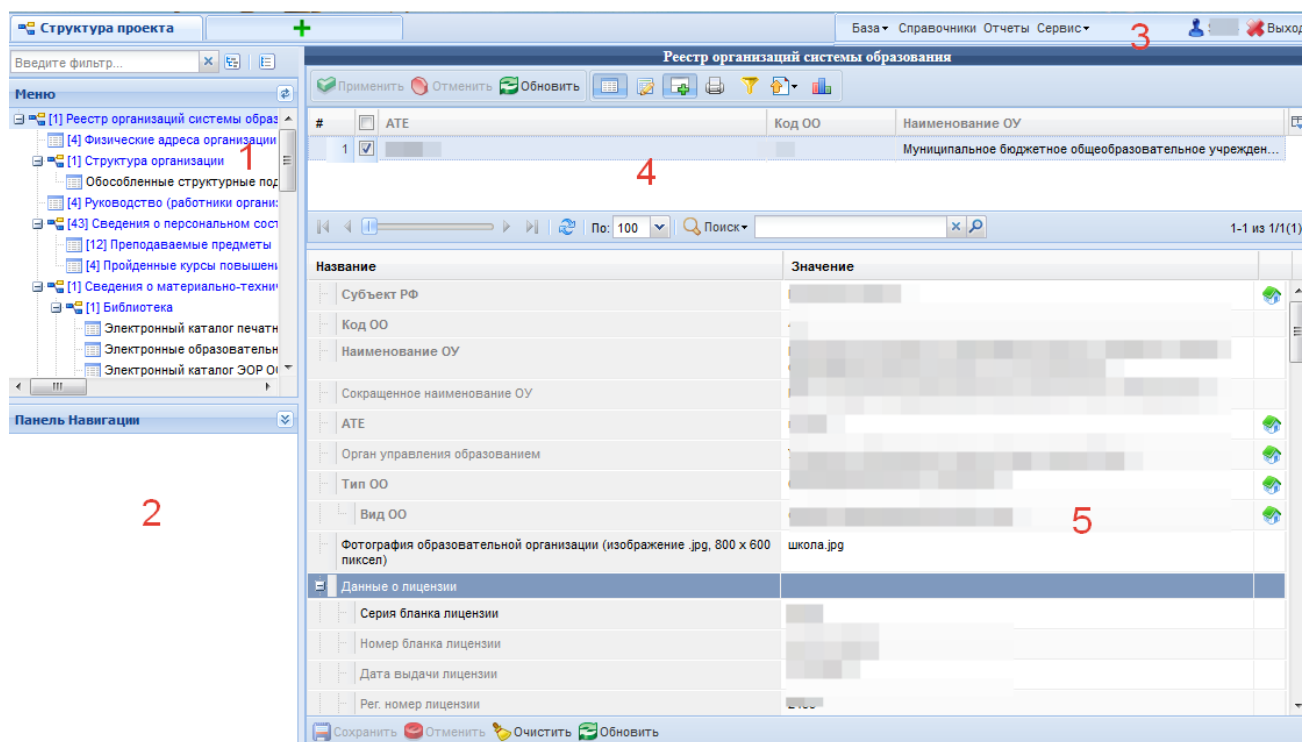 Структура проекта
База Справочники Отчеты Сервис 3 Выход
Введите фильтр...
Реестр организаций системы образования
Меню
Применить Отменить Обновить
[1] Реестр организаций системы образ
[4] Физические адреса организации
[1] Структура организации
1
Обособленные структурные под
[4] Руководство (работники органи
[43] Сведения о персональном сост
[12] Преподаваемые предметы
[4] Пройденные курсы повышен
[1] Сведения о материально-технич
[1] Библиотека
Электронный каталог печатн
Электронные образовательн
Электронный каталог ЭОР О
Панель Навигации
2
# АТЕ Код ОО Наименование ОУ
1 Муниципальное бюджетное общеобразовательное учрежден...
4
По: 100 Поиск 1-1 из 1/1(1)
Название Значение
Субъект РФ
Код ОО
Наименование ОУ
Сокращенное наименование ОУ
АТЕ
Орган управления образованием
Тип ОО
Вид ОО
5
Фотография образовательной организации (изображение .jpg, 800 x 600 школа.jpg
пиксел)
Данные о лицензии
Серия бланка лицензии
Номер бланка лицензии
Дата выдачи лицензии
Рег. номер лицензии
Сохранить Отменить Очистить Обновить